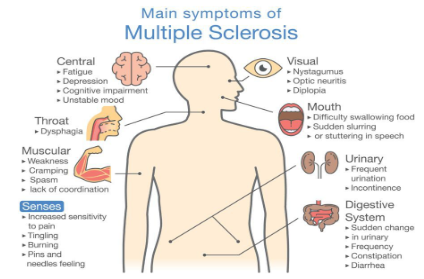 Main symptoms of
Multiple Sclerosis
Central
▸ Fatigue
▸ Depression
▸ Cognitive impairment
▸ Unstable mood
Throat
▸ Dysphagia
Muscular
▸ Weakness
▸ Cramping
▸ Spasm
▸ lack of coordination
Senses
▸ Increased sensitivity
to pain
▸ Tingling
▸ Burning
▸ Pins and
needles feeling
Visual
▸ Nystagmus
▸ Optic neuritis
▸ Diplopia
Mouth
▸ Difficulty swallowing food
▸ Sudden slurring
or stuttering in speech
Urinary
▸ Frequent
urination
▸ Incontinence
Digestive
System
▸ Sudden change
▸ in urinary
▸ Frequency
▸ Constipation
▸ Diarrhea